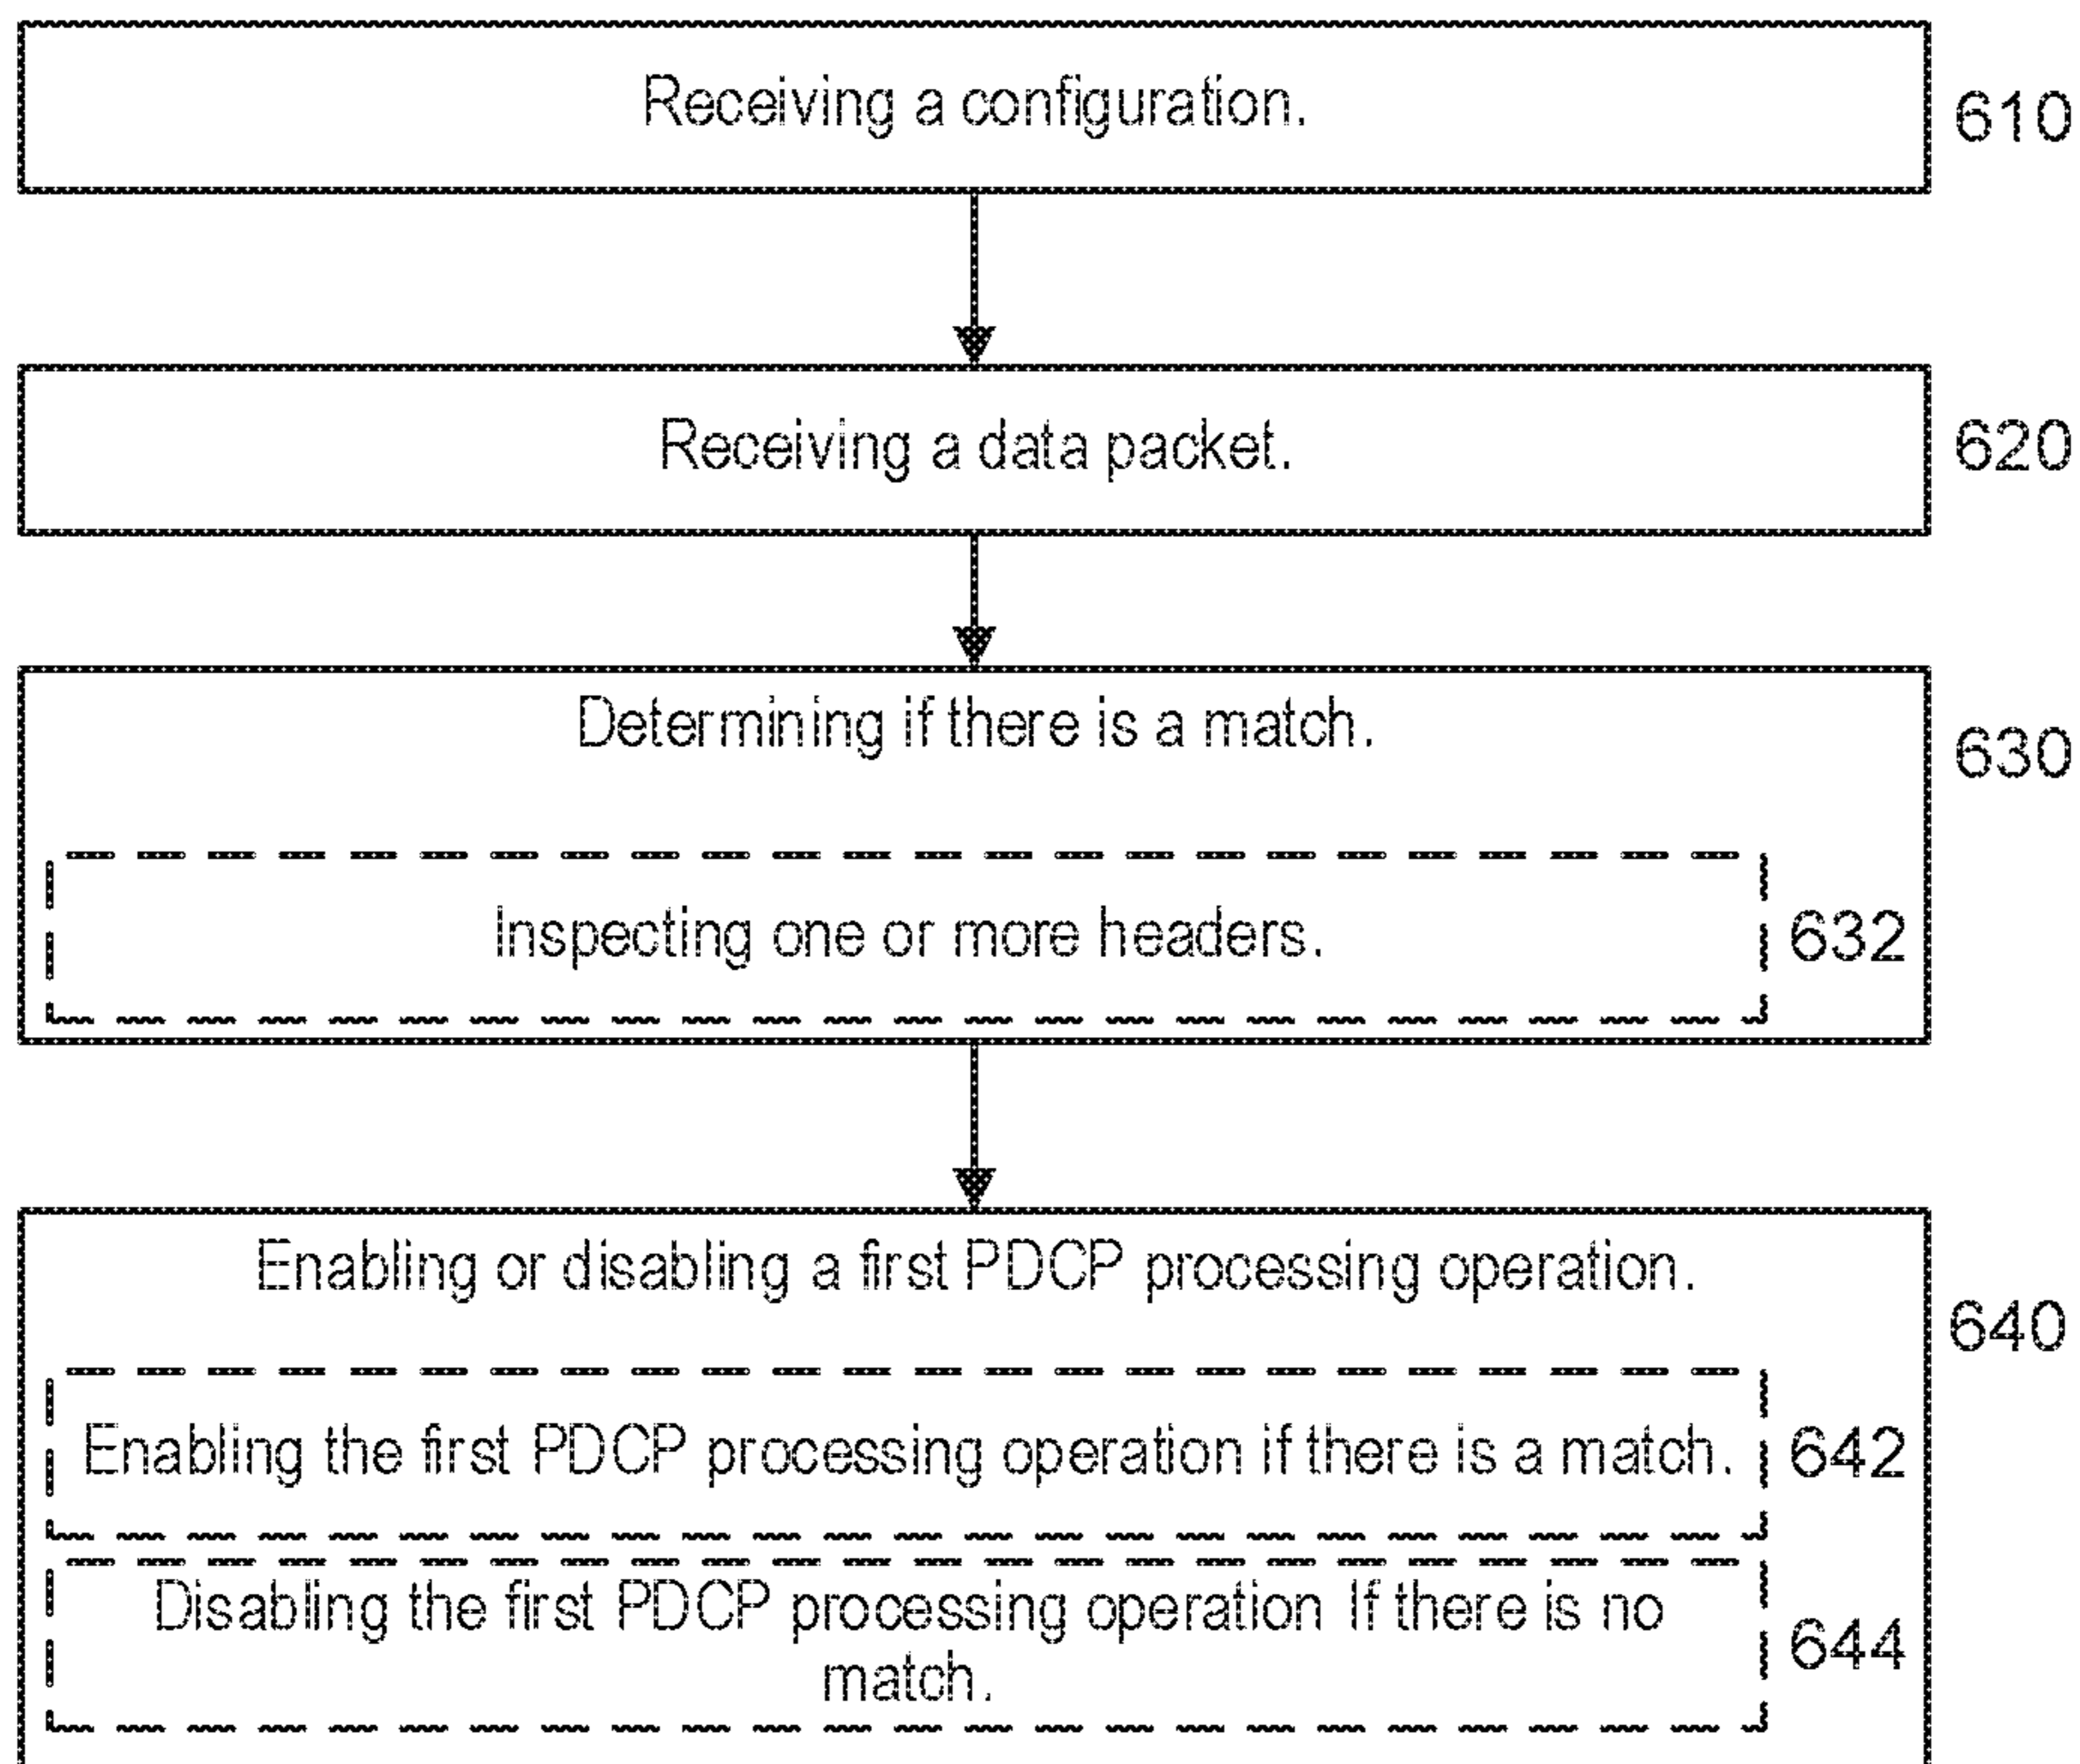 Receiving a configuration.
610
Receiving a data packet.
620
Determining if there is a match.
630
Inspecting one or more headers.
632
Enabling or disabling a first PDCP processing operation.
640
Enabling the first PDCP processing operation if there is a match.
642
Disabling the first PDCP processing operation If there is no
match.
644